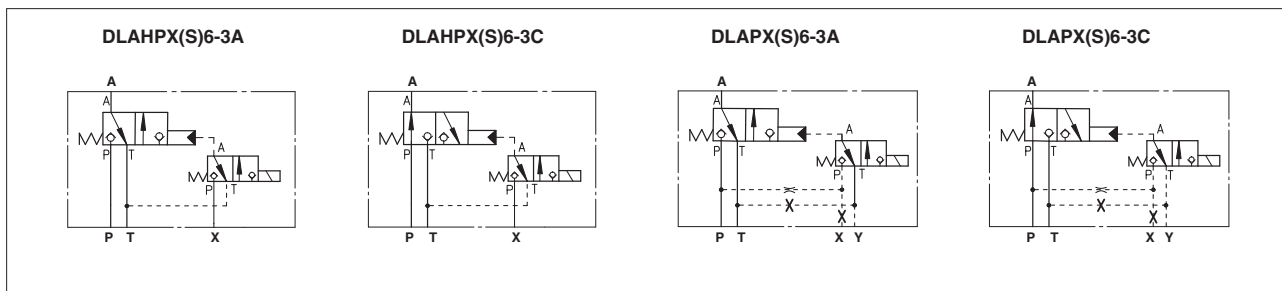 DLAHPX(S)6-3A DLAHPX(S)6-3C DLAPX(S)6-3A DLAPX(S)6-3C
A A A A
A A A A
P T P T P T P T
A A A A
P T P T P T P T
P T X P T X P T X Y P T X Y